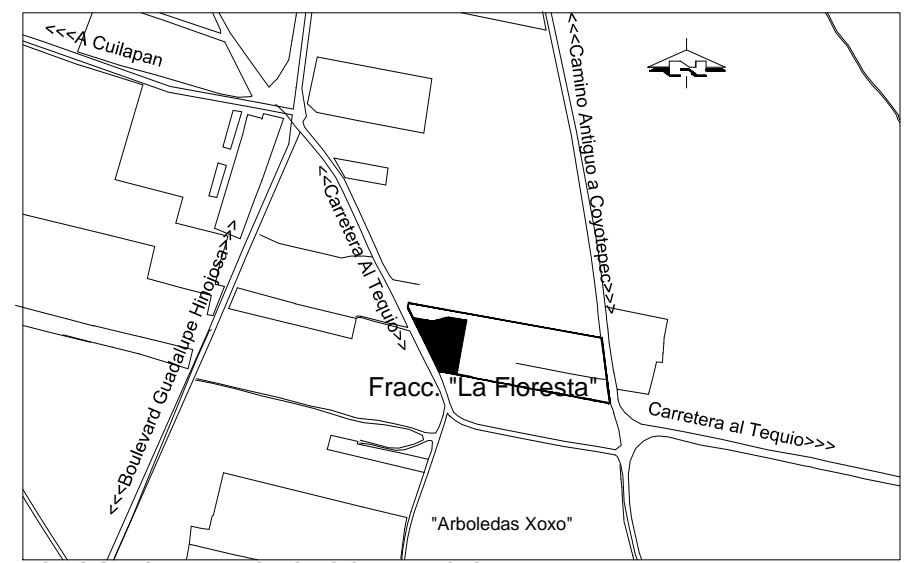 <<<A Cuilapan
<<<Camino Antiguo a Coyotepec>>>
<<Carretera Al Tequio>>
<<<Boulevard Guadalupe Hinojosa>>>
Fracc. "La Floresta"
Carretera al Tequio>>>
"Arboledas Xoxo"